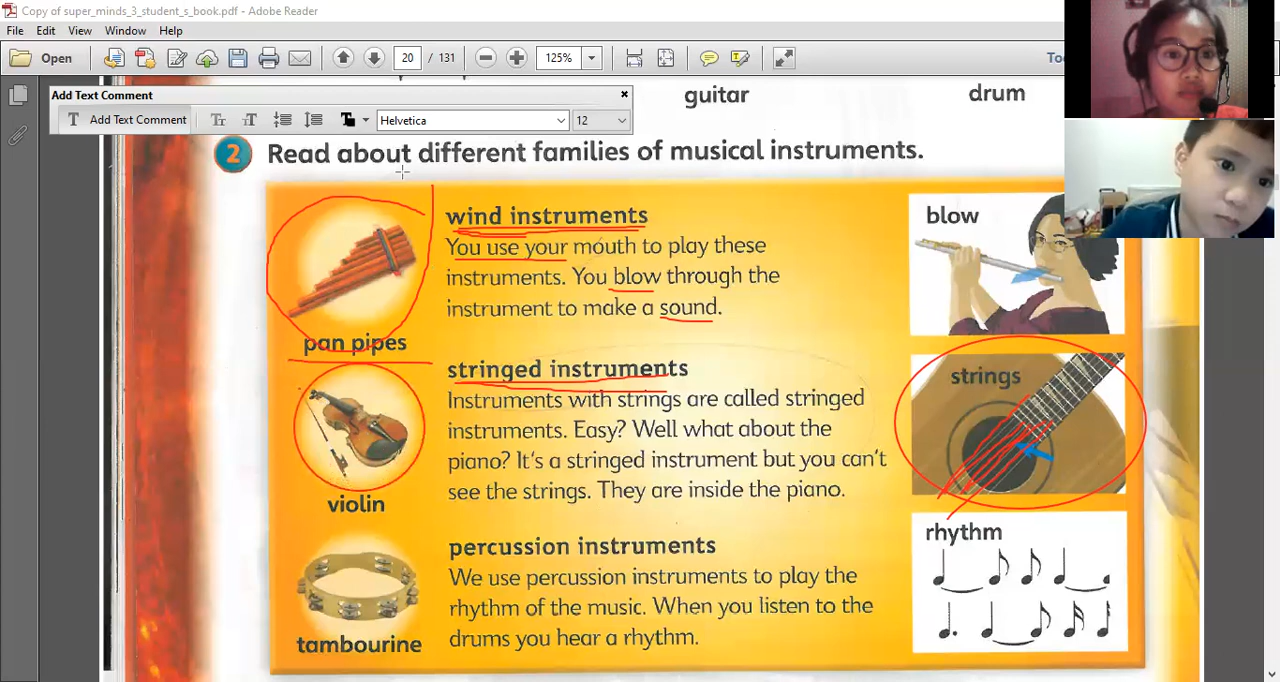 Copy of super_minds_3_student_s_book.pdf - Adobe Reader
File Edit View Window Help
Open 20 / 131 125%
Add Text Comment
T Add Text Comment Helvetica 12
guitar drum
2 Read about different families of musical instruments.
wind instruments
You use your mouth to play these
instruments. You blow through the
instrument to make a sound.
pan pipes
blow
stringed instruments
Instruments with strings are called stringed
instruments. Easy? Well what about the
piano? It's a stringed instrument but you can't
see the strings. They are inside the piano.
violin
strings
percussion instruments
We use percussion instruments to play the
rhythm of the music. When you listen to the
drums you hear a rhythm.
tambourine
rhythm